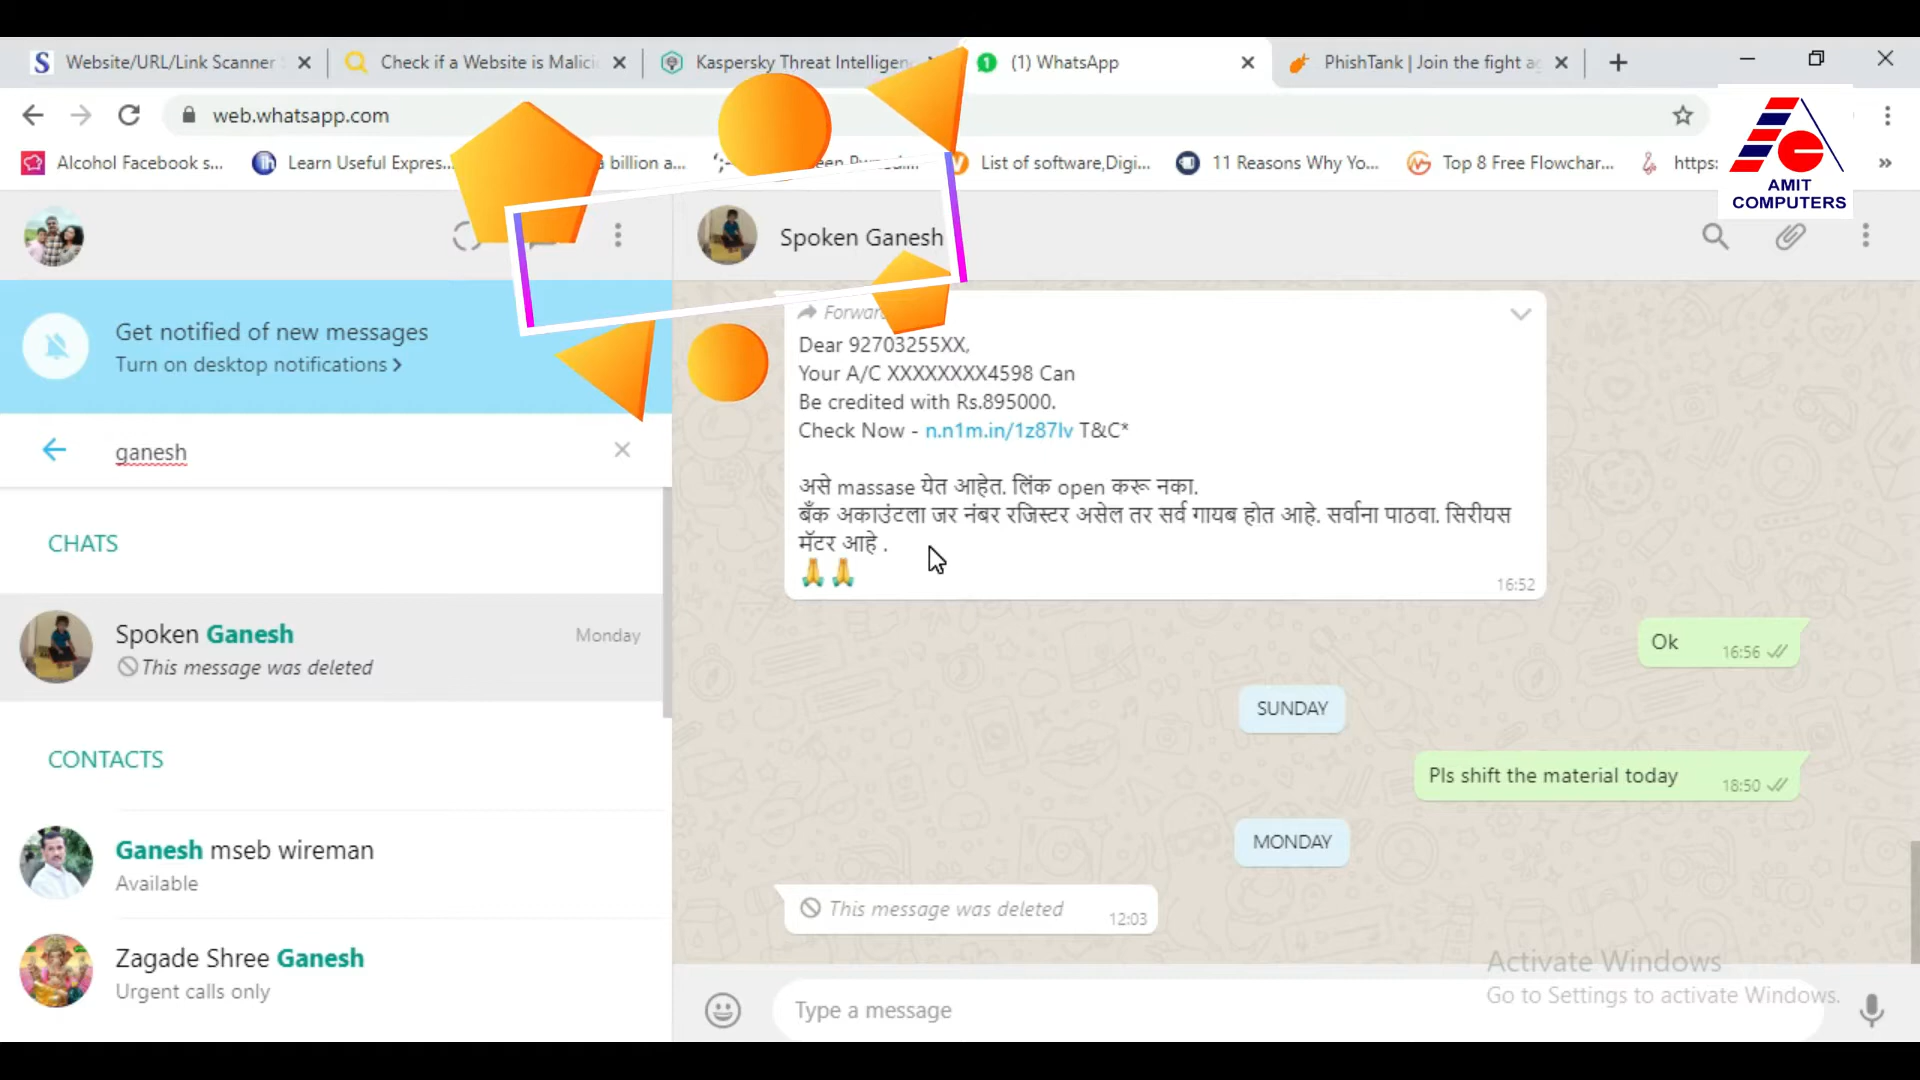 Website/URL/Link Scanner
Check if a Website is Malici
Kaspersky Threat Intelligen
(1) WhatsApp
PhishTank | Join the fight ag
web.whatsapp.com
Alcohol Facebook s...
Learn Useful Expres...
billion a...
List of software,Digi...
11 Reasons Why Yo...
Top 8 Free Flowchar...
https:
AMIT
COMPUTERS
Spoken Ganesh
Get notified of new messages
Turn on desktop notifications >
ganesh
CHATS
Spoken Ganesh
Monday
This message was deleted
CONTACTS
Ganesh mseb wireman
Available
Zagade Shree Ganesh
Urgent calls only
Dear 92703255XX,
Your A/C XXXXXXXX4598 Can
Be credited with Rs.895000.
Check Now - n.n1m.in/1z87lv T&C*
असे massase येत आहेत. लिंक open करू नका.
बँक अकाउंटला जर नंबर रजिस्टर असेल तर सर्व गायब होत आहे. सर्वाना पाठवा. सिरीयस
मॅटर आहे .
🙏🙏
16:52
Ok
16:56
SUNDAY
Pls shift the material today
18:50
MONDAY
This message was deleted
12:03
Activate Windows
Go to Settings to activate Windows.
Type a message